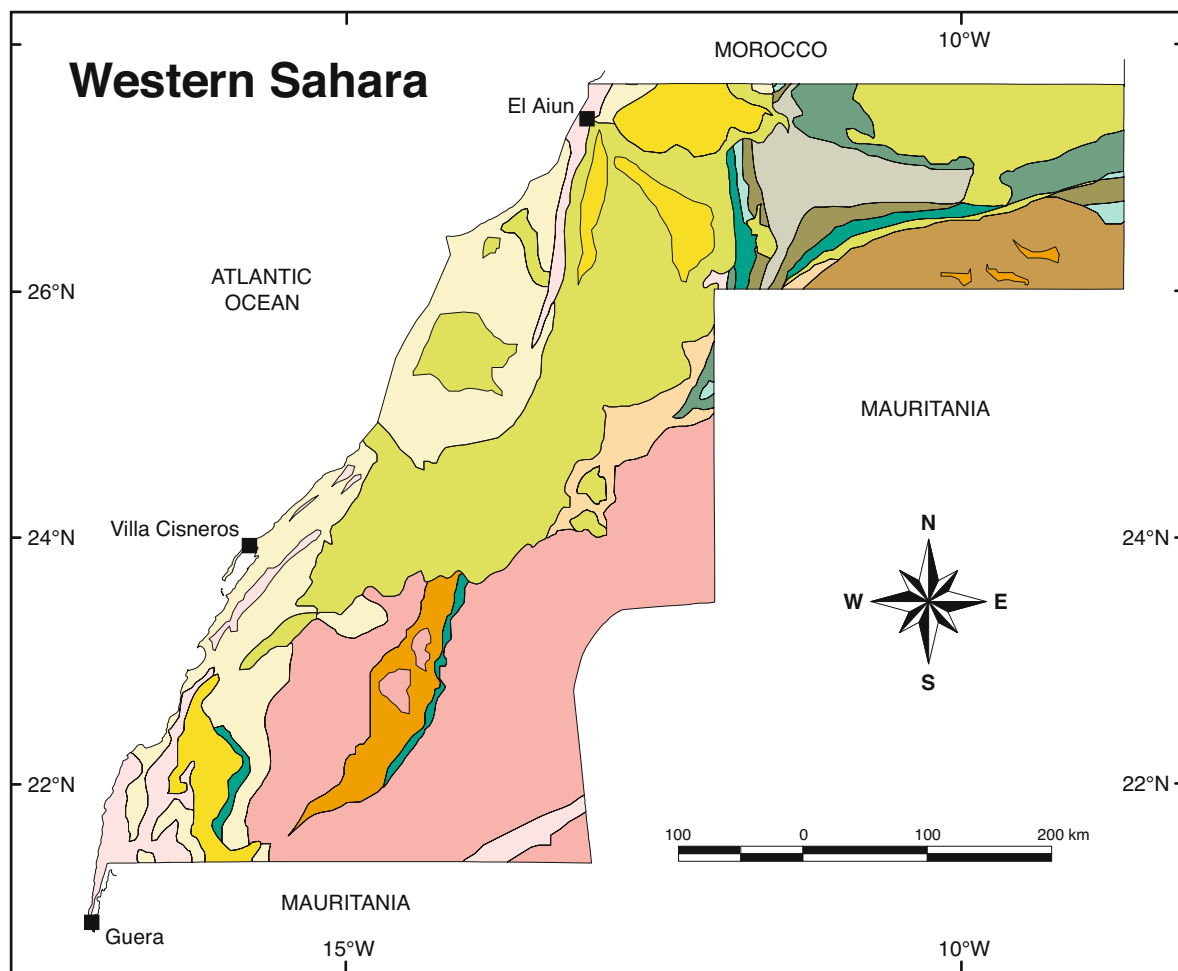 10°W
MOROCCO
Western Sahara
El Aiun
ATLANTIC
OCEAN
26°N
MAURITANIA
Villa Cisneros
24°N
24°N
N
W
E
S
22°N
22°N
100
0
100
200 km
MAURITANIA
Guera
15°W
10°W